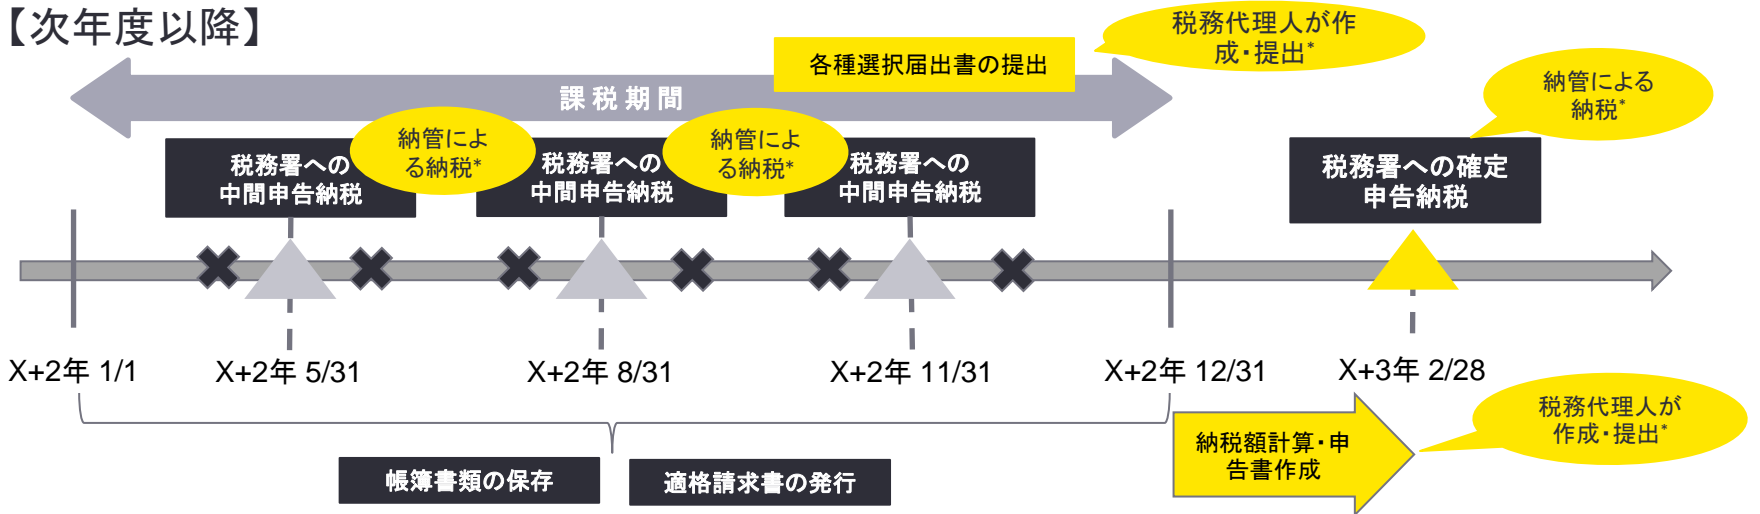 【次年度以降】
税務代理人が作
成・提出*
各種選択届出書の提出
課税期間
納管による
納税*
納管によ
る納税*
納管によ
る納税*
税務署への
中間申告納税
税務署への
中間申告納税
税務署への
中間申告納税
税務署への確定
申告納税
X+2年 1/1
X+2年 5/31
X+2年 8/31
X+2年 11/31
X+2年 12/31
X+3年 2/28
税務代理人が
作成・提出*
納税額計算・申
告書作成
帳簿書類の保存
適格請求書の発行